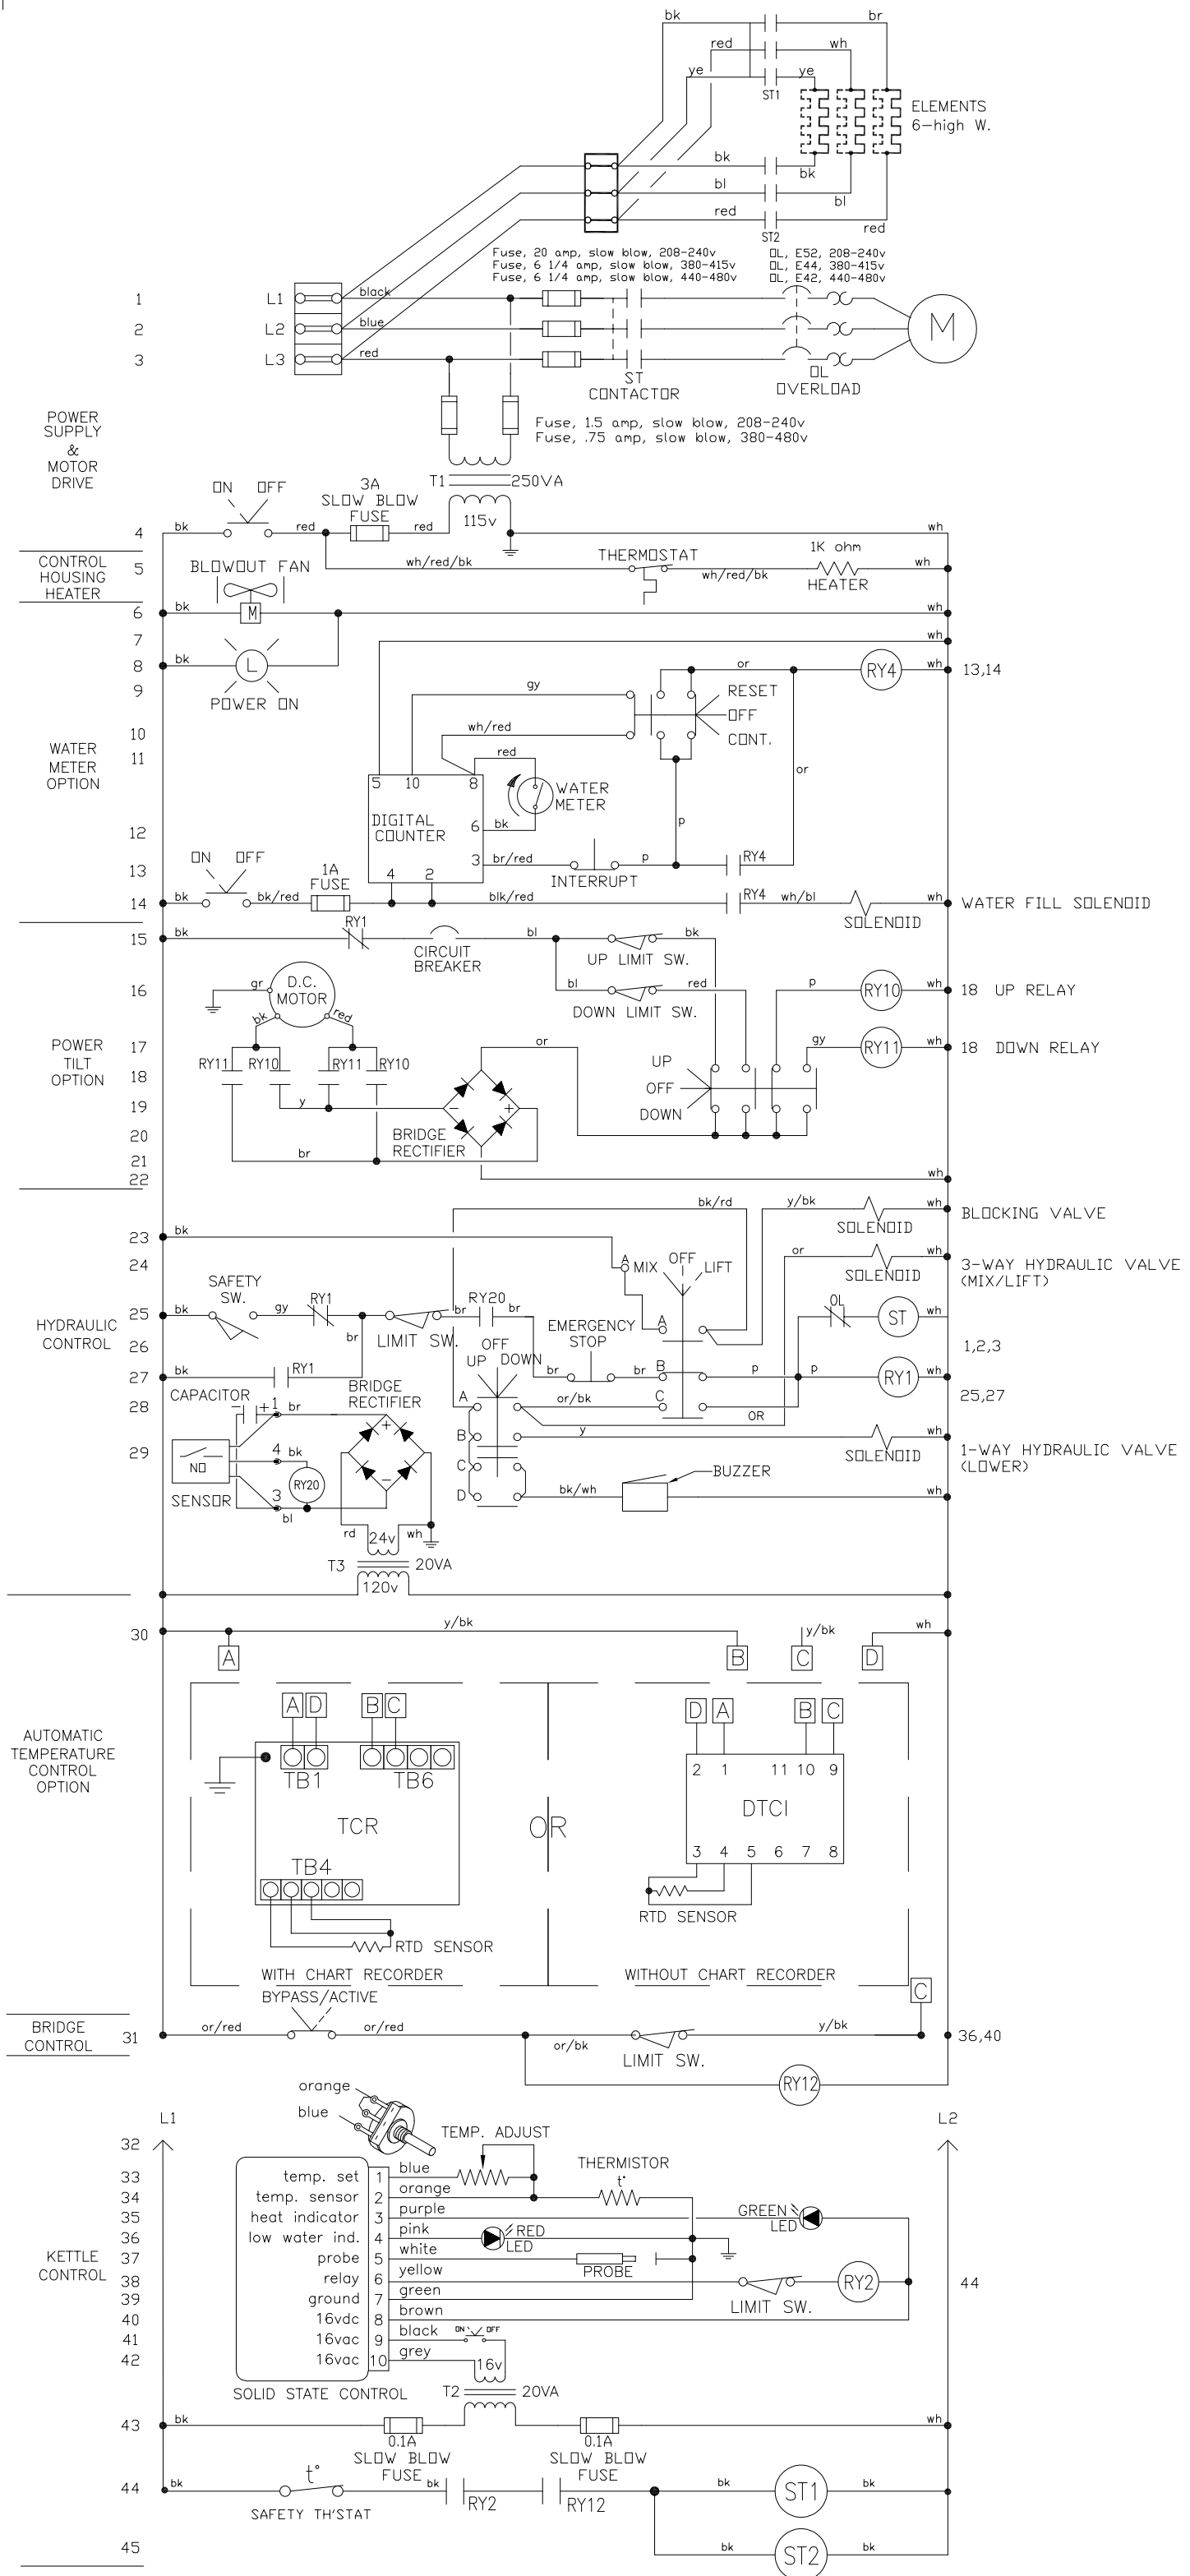 bk
br
red
wh
ye
ye
ST1
ELEMENTS
6-high W.
bk
bk
bl
bl
red
red
ST2
Fuse, 20 amp, slow blow, 208-240v
Fuse, 6 1/4 amp, slow blow, 380-415v
Fuse, 6 1/4 amp, slow blow, 440-480v
OL, E52, 208-240v
OL, E44, 380-415v
OL, E42, 440-480v
1
L1
black
2
L2
blue
M
3
L3
red
ST
CONTACTOR
OL
OVERLOAD
Fuse, 1.5 amp, slow blow, 208-240v
Fuse, .75 amp, slow blow, 380-480v
POWER
SUPPLY
&
MOTOR
DRIVE
T1
250VA
ON OFF
3A
SLOW BLOW
FUSE
115v
4
bk
red
red
wh
CONTROL
HOUSING
HEATER
5
BLOWOUT FAN
wh/red/bk
THERMOSTAT
wh/red/bk
1K ohm
HEATER
wh
6
bk
M
wh
7
wh
8
bk
L
or
RY4
wh
13,14
9
POWER ON
gy
RESET
OFF
CONT.
10
wh/red
WATER
METER
OPTION
11
red
or
5
10
8
WATER
METER
DIGITAL
COUNTER
6
bk
p
12
3
br/red
p
RY4
13
ON OFF
1A
FUSE
4
2
INTERRUPT
14
bk
bk/red
blk/red
RY4
wh/bl
SOLENOID
WATER FILL SOLENOID
15
bk
RY1
CIRCUIT
BREAKER
bl
UP LIMIT SW.
bk
16
gr
D.C.
MOTOR
bl
red
DOWN LIMIT SW.
p
RY10
wh
18 UP RELAY
bk
red
POWER
TILT
OPTION
17
RY11
RY10
RY11
RY10
or
gy
RY11
wh
18 DOWN RELAY
18
UP
OFF
DOWN
19
y
-
+
20
BRIDGE
RECTIFIER
21
br
22
wh
bk/rd
y/bk
SOLENOID
wh
BLOCKING VALVE
23
bk
24
A
MIX
OFF
LIFT
or
SOLENOID
wh
3-WAY HYDRAULIC VALVE
(MIX/LIFT)
SAFETY
SW.
25
bk
gy
RY1
LIMIT SW.
br
RY20
br
A
OL
ST
wh
HYDRAULIC
CONTROL
26
br
OFF
EMERGENCY
STOP
1,2,3
27
bk
RY1
UP
DOWN
br
br
B
p
p
RY1
wh
25,27
CAPACITOR
BRIDGE
RECTIFIER
28
-
+
1
br
A
or/bk
C
OR
+
B
y
SOLENOID
wh
1-WAY HYDRAULIC VALVE
(LOWER)
29
NO
4
bk
RY20
-
C
BUZZER
SENSOR
3
bl
D
bk/wh
wh
rd
24v
wh
T3
20VA
120v
30
y/bk
y/bk
wh
A
B
C
D
A
D
B
C
D
A
B
C
AUTOMATIC
TEMPERATURE
CONTROL
OPTION
TB1
TB6
2
1
11
10
9
TCR
OR
DTCI
TB4
3
4
5
6
7
8
RTD SENSOR
RTD SENSOR
WITH CHART RECORDER
WITHOUT CHART RECORDER
C
BYPASS/ACTIVE
BRIDGE
CONTROL
31
or/red
or/red
or/bk
LIMIT SW.
y/bk
36,40
RY12
orange
blue
L1
L2
32
TEMP. ADJUST
33
temp. set
1
blue
THERMISTOR
t°
34
temp. sensor
2
orange
35
heat indicator
3
purple
GREEN
LED
36
low water ind.
4
pink
RED
LED
KETTLE
CONTROL
37
probe
5
white
PROBE
38
relay
6
yellow
LIMIT SW.
RY2
44
39
ground
7
green
40
16vdc
8
brown
41
16vac
9
black
ON OFF
42
16vac
10
grey
16v
SOLID STATE CONTROL
T2
20VA
43
bk
0.1A
SLOW BLOW
FUSE
0.1A
SLOW BLOW
FUSE
wh
44
bk
t°
SAFETY TH'STAT
bk
RY2
RY12
bk
ST1
bk
45
bk
ST2
bk